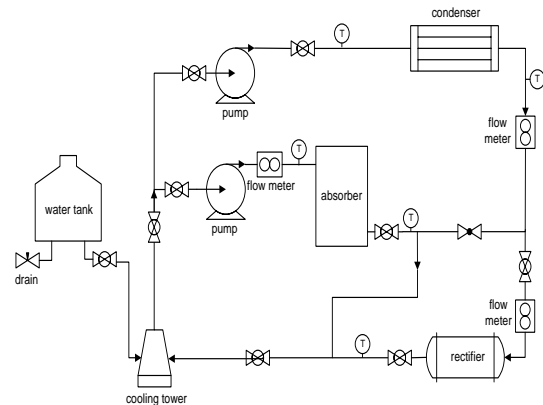 condenser
T
T
pump
flow
meter
T
flow meter
absorber
water tank
pump
T
drain
flow
meter
T
rectifier
cooling tower